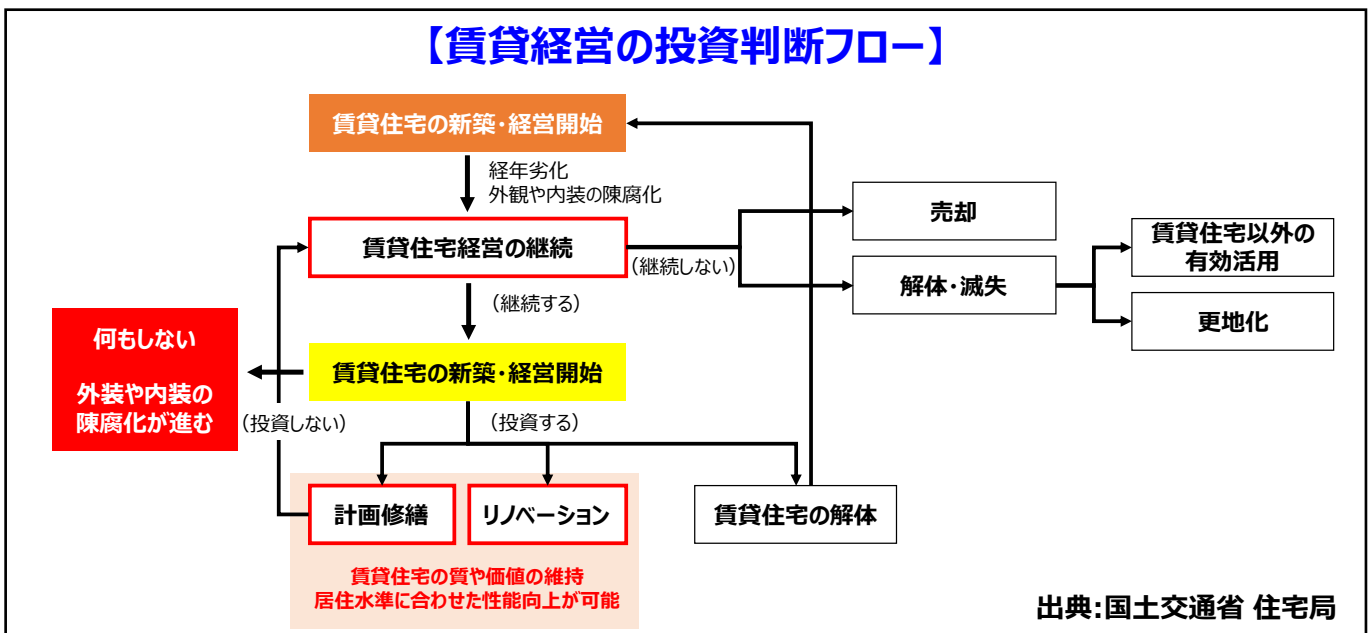 【賃貸経営の投資判断フロー】
賃貸住宅の新築・経営開始
経年劣化
外観や内装の陳腐化
賃貸住宅経営の継続
(継続しない)
売却
解体・滅失
賃貸住宅以外の
有効活用
更地化
(継続する)
何もしない
外装や内装の
陳腐化が進む
賃貸住宅の新築・経営開始
(投資しない)
(投資する)
計画修繕
リノベーション
賃貸住宅の解体
賃貸住宅の質や価値の維持
居住水準に合わせた性能向上が可能
出典:国土交通省 住宅局